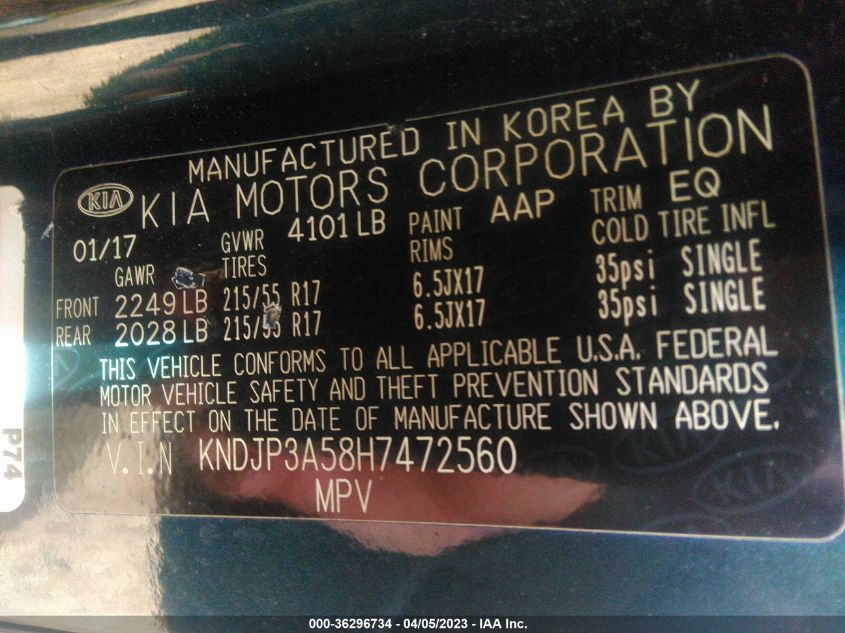 MANUFACTURED IN KOREA BY
KIA KIA MOTORS CORPORATION
01/17 GVWR 4101 LB PAINT AAP TRIM EQ
GAWR TIRES RIMS COLD TIRE INFL
FRONT 2249 LB 215/55 R17 6.5JX17 35psi SINGLE
REAR 2028 LB 215/55 R17 6.5JX17 35psi SINGLE
THIS VEHICLE CONFORMS TO ALL APPLICABLE U.S.A. FEDERAL
MOTOR VEHICLE SAFETY AND THEFT PREVENTION STANDARDS
IN EFFECT ON THE DATE OF MANUFACTURE SHOWN ABOVE.
V.I.N KNDJP3A58H7472560
MPV
P74
KIA
000-36296734 - 04/05/2023 - IAA Inc.